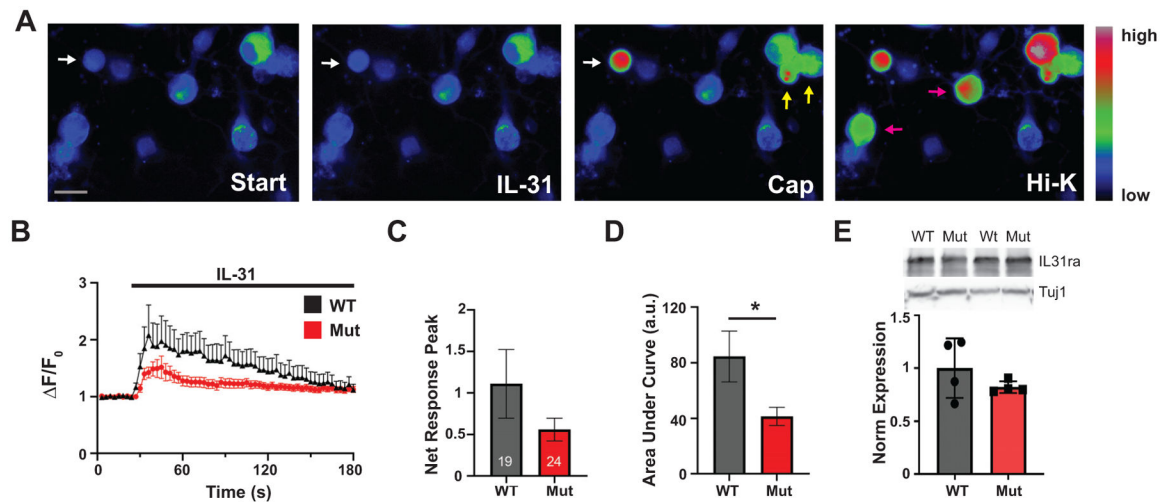 A
Start
IL-31
Cap
Hi-K
high
low
B
IL-31
WT
Mut
ΔF/F0
3
2
1
0
60
120
180
Time (s)
C
Net Response Peak
2
1.5
1
0.5
0
19
24
WT
Mut
D
Area Under Curve (a.u.)
120
80
40
0
*
WT
Mut
E
WT Mut Wt Mut
IL31ra
Tuj1
Norm Expression
1.5
1
0.5
0
WT
Mut